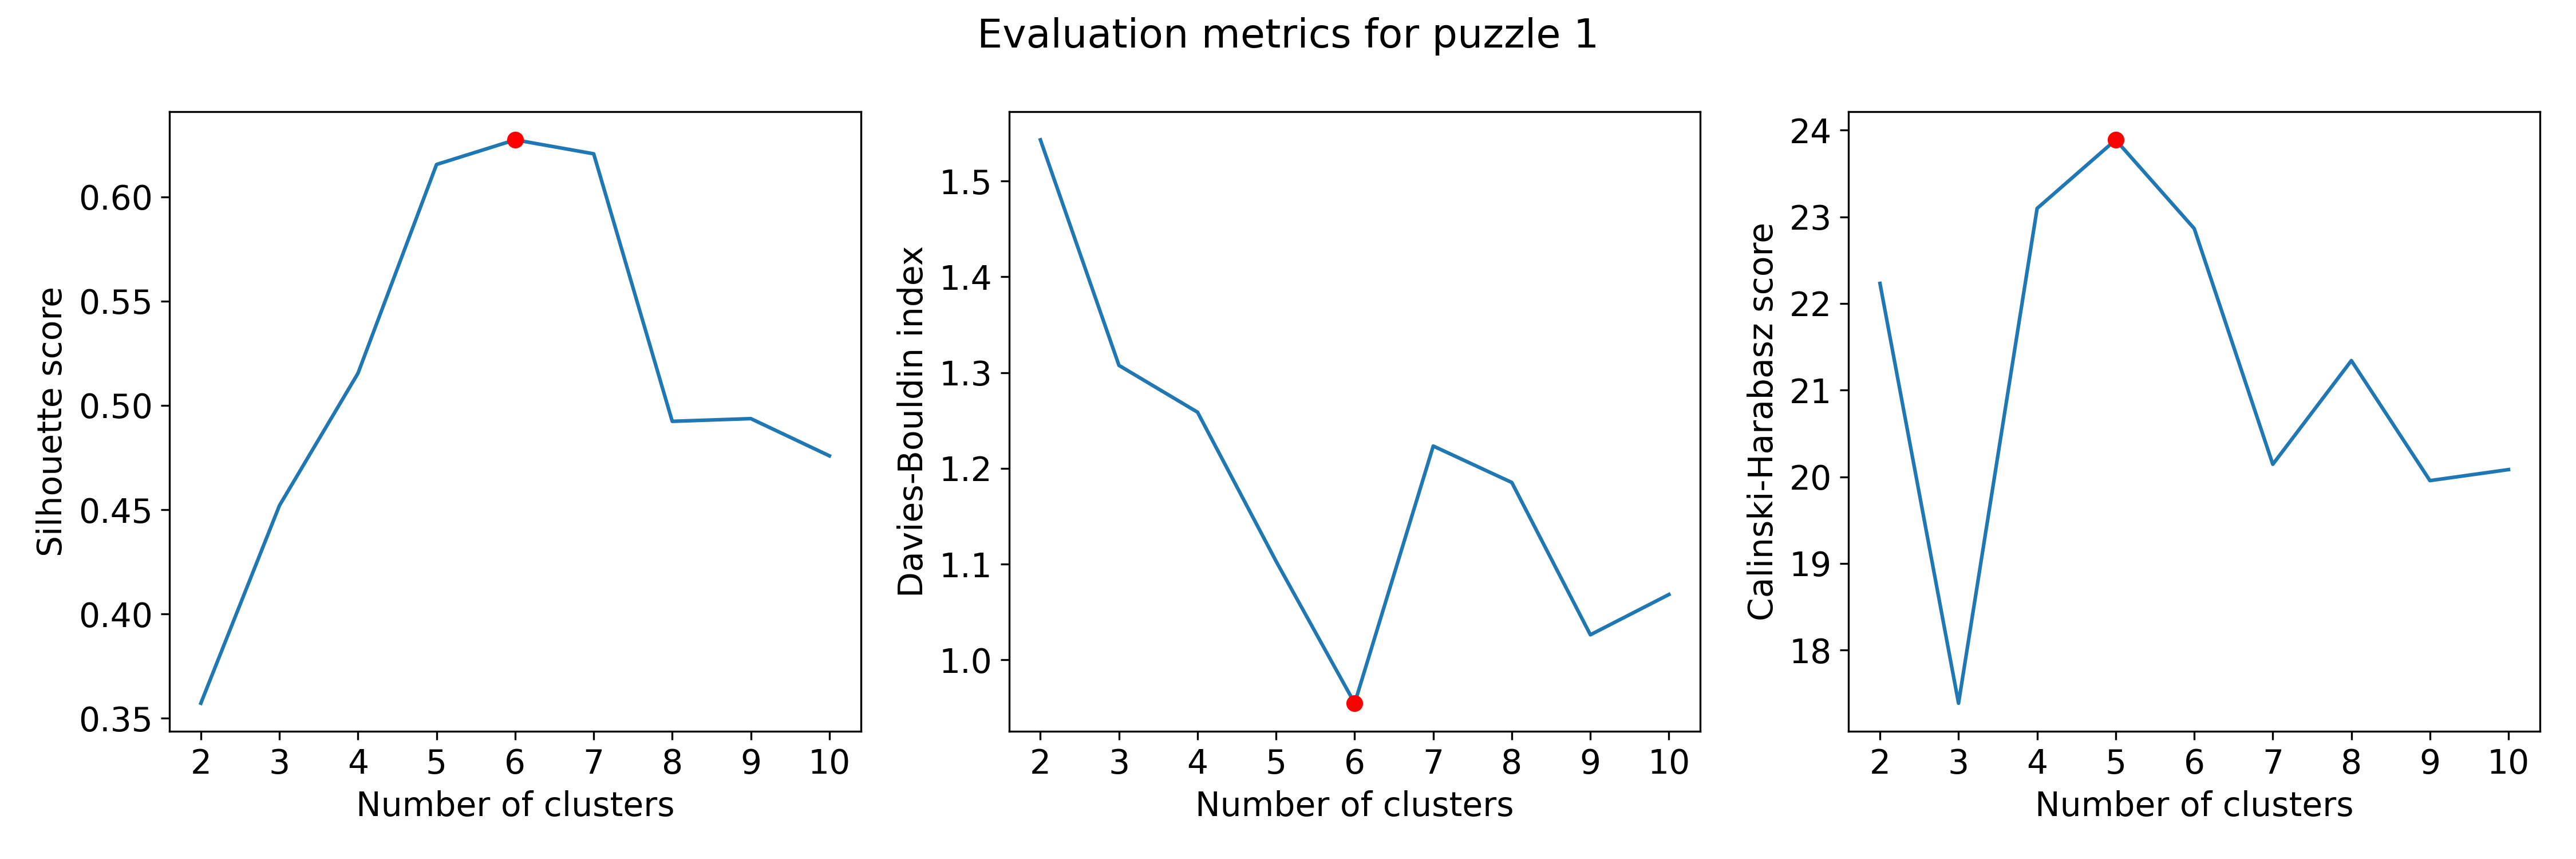 Evaluation metrics for puzzle 1
Silhouette score
0.60
0.55
0.50
0.45
0.40
0.35
2 3 4 5 6 7 8 9 10
Number of clusters
Davies-Bouldin index
1.5
1.4
1.3
1.2
1.1
1.0
2 3 4 5 6 7 8 9 10
Number of clusters
Calinski-Harabasz score
24
23
22
21
20
19
18
2 3 4 5 6 7 8 9 10
Number of clusters